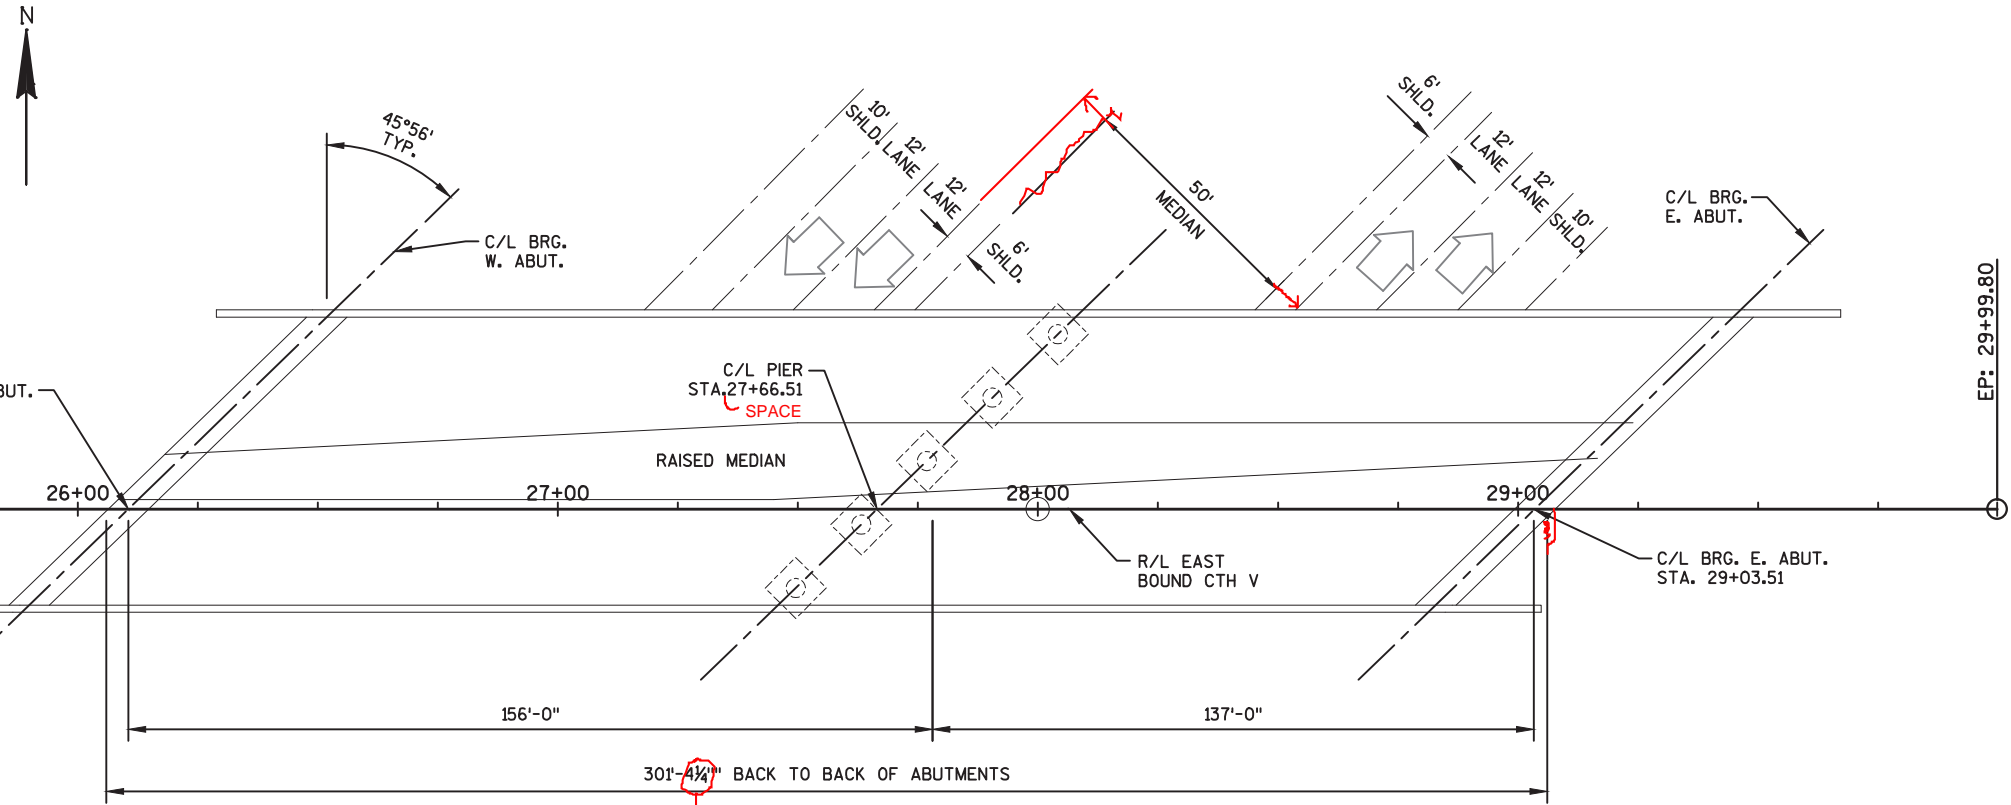 N
45°56'
TYP.
C/L BRG.
W. ABUT.
10'
SHLD.
12'
LANE
12'
LANE
6'
SHLD.
50'
MEDIAN
6'
SHLD.
12'
LANE
12'
LANE
10'
SHLD.
C/L BRG.
E. ABUT.
EP: 29+99.80
BUT.
C/L PIER
STA.27+66.51
SPACE
RAISED MEDIAN
26+00
27+00
28+00
29+00
R/L EAST
BOUND CTH V
C/L BRG. E. ABUT.
STA. 29+03.51
156'-0"
137'-0"
301'-4¼"" BACK TO BACK OF ABUTMENTS